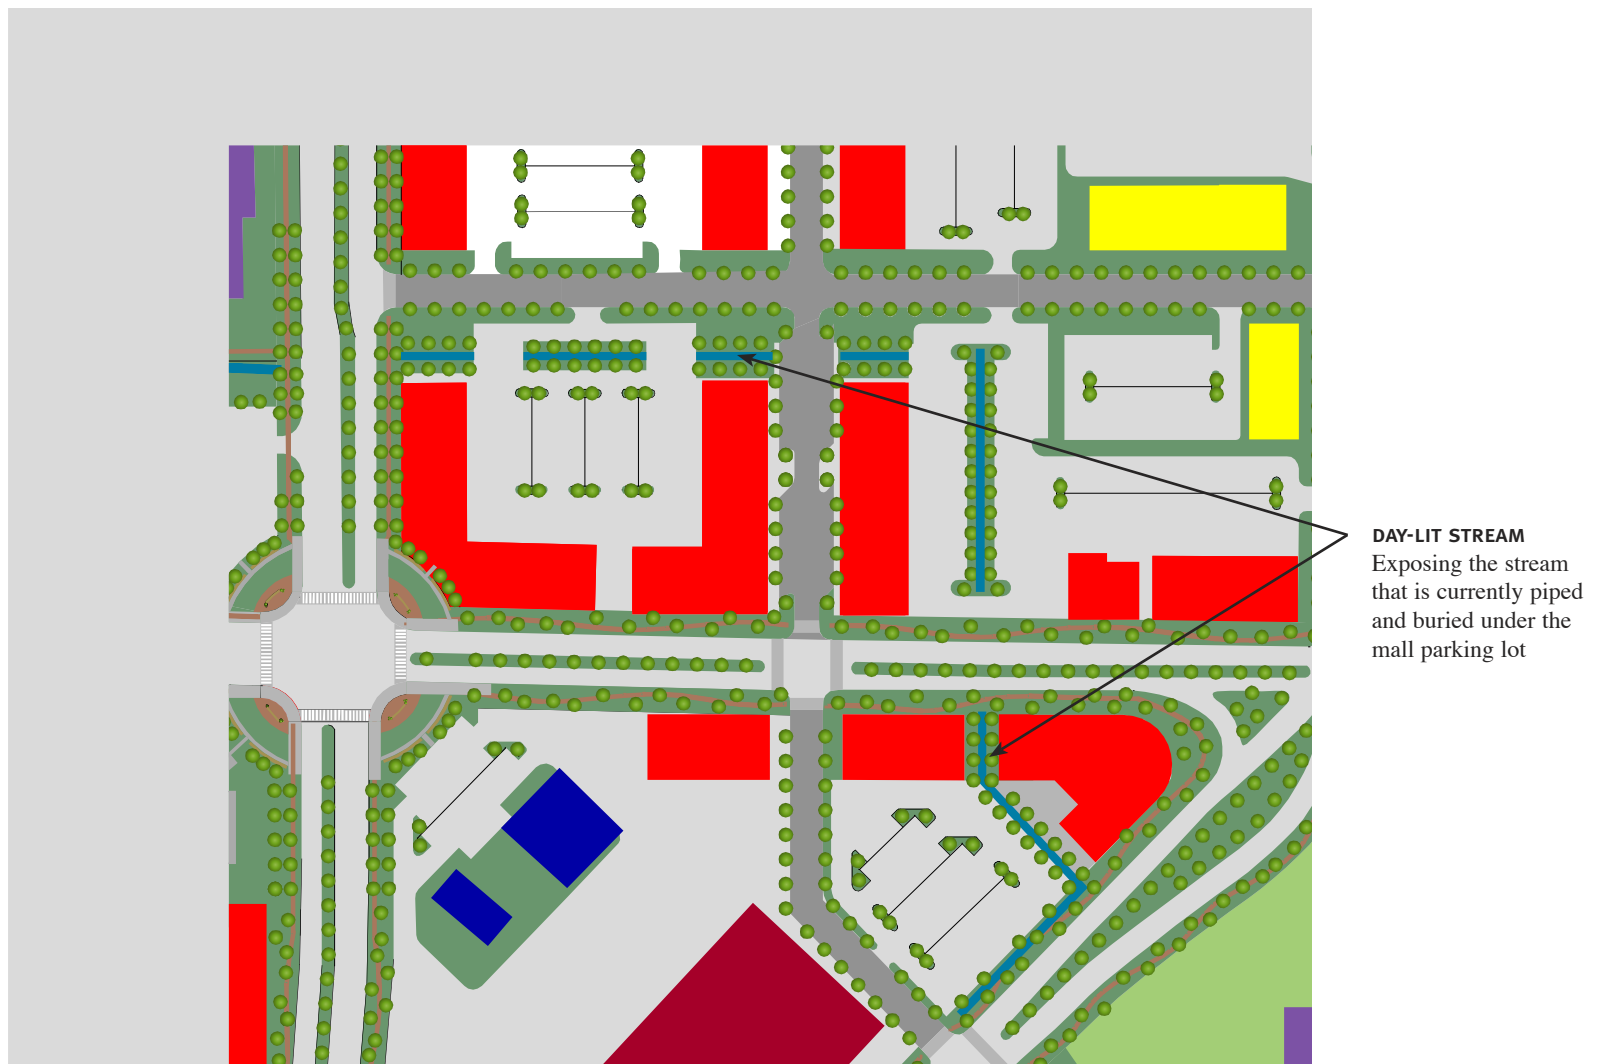 DAY-LIT STREAM
Exposing the stream
that is currently piped
and buried under the
mall parking lot